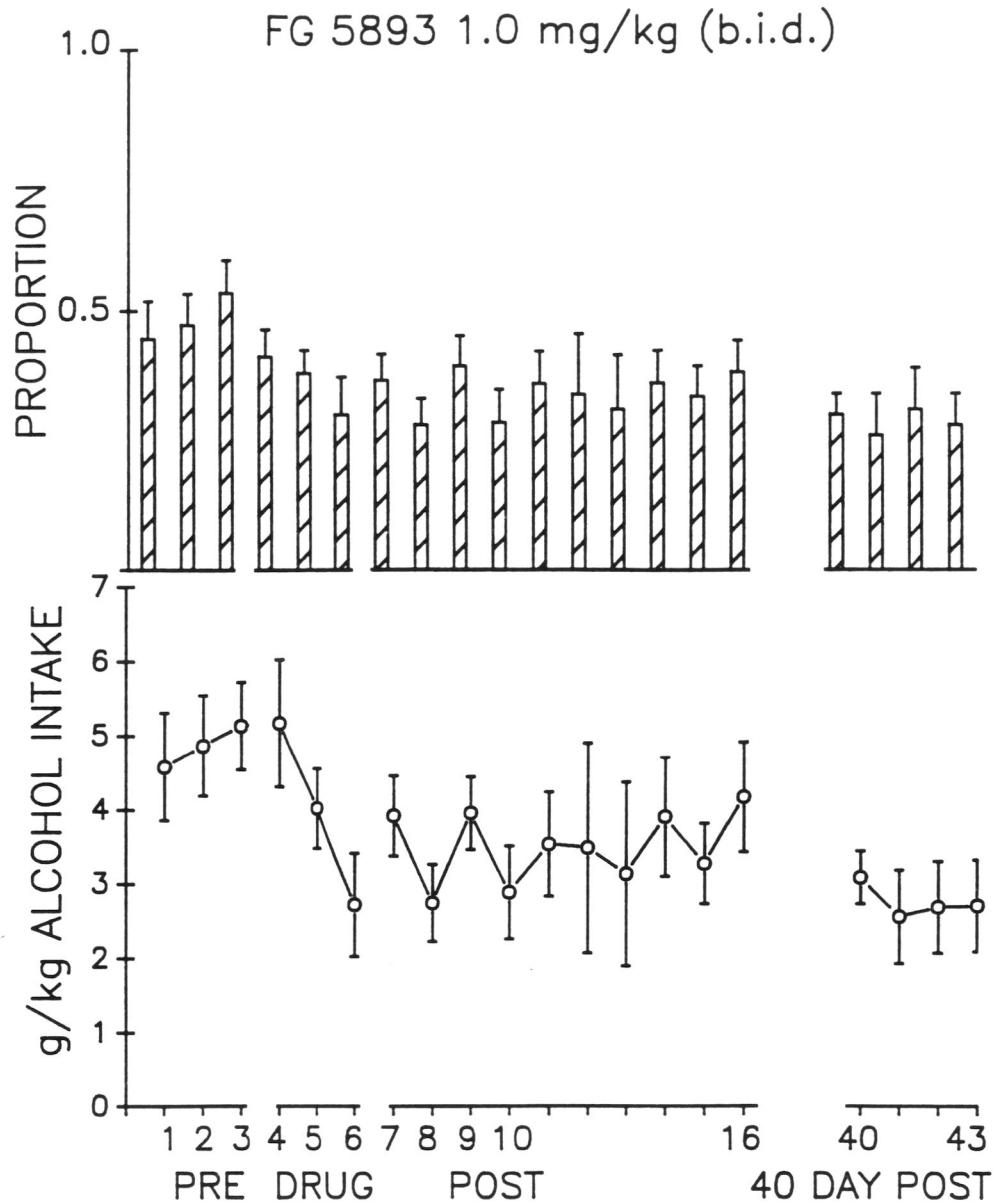 FG 5893 1.0 mg/kg (b.i.d.)
1.0
0.5
PROPORTION
7
6
5
4
3
2
1
0
g/kg ALCOHOL INTAKE
1 2 3 4 5 6 7 8 9 10 16 40 43
PRE DRUG POST 40 DAY POST